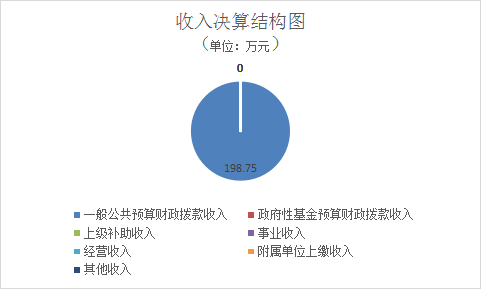 收入决算结构图
（单位：万元）
0
198.75
一般公共预算财政拨款收入
政府性基金预算财政拨款收入
上级补助收入
事业收入
经营收入
附属单位上缴收入
其他收入